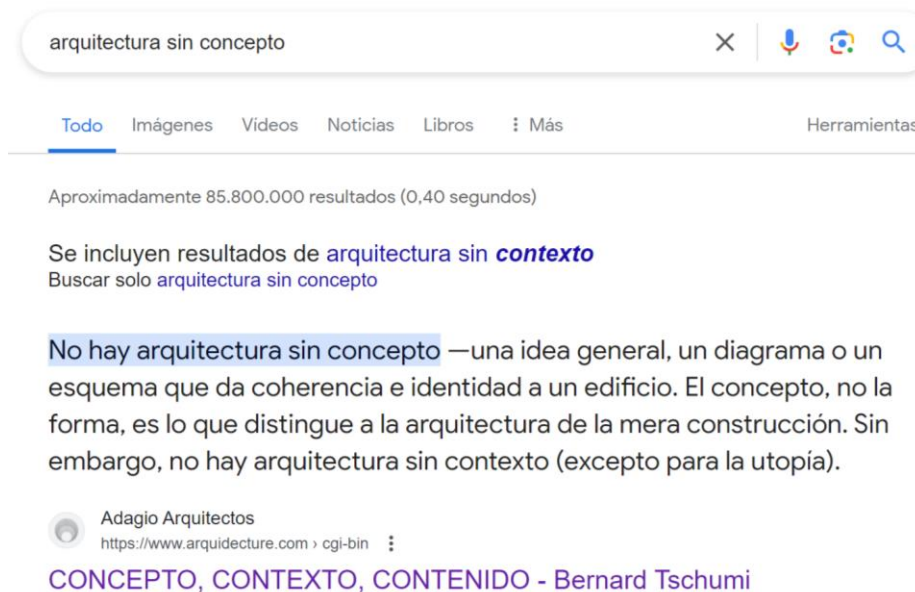 arquitectura sin concepto
Todo Imágenes Vídeos Noticias Libros Más Herramientas
Aproximadamente 85.800.000 resultados (0,40 segundos)
Se incluyen resultados de arquitectura sin contexto
Buscar solo arquitectura sin concepto
No hay arquitectura sin concepto —una idea general, un diagrama o un
esquema que da coherencia e identidad a un edificio. El concepto, no la
forma, es lo que distingue a la arquitectura de la mera construcción. Sin
embargo, no hay arquitectura sin contexto (excepto para la utopía).
Adagio Arquitectos
https://www.arquidecture.com › cgi-bin
CONCEPTO, CONTEXTO, CONTENIDO - Bernard Tschumi